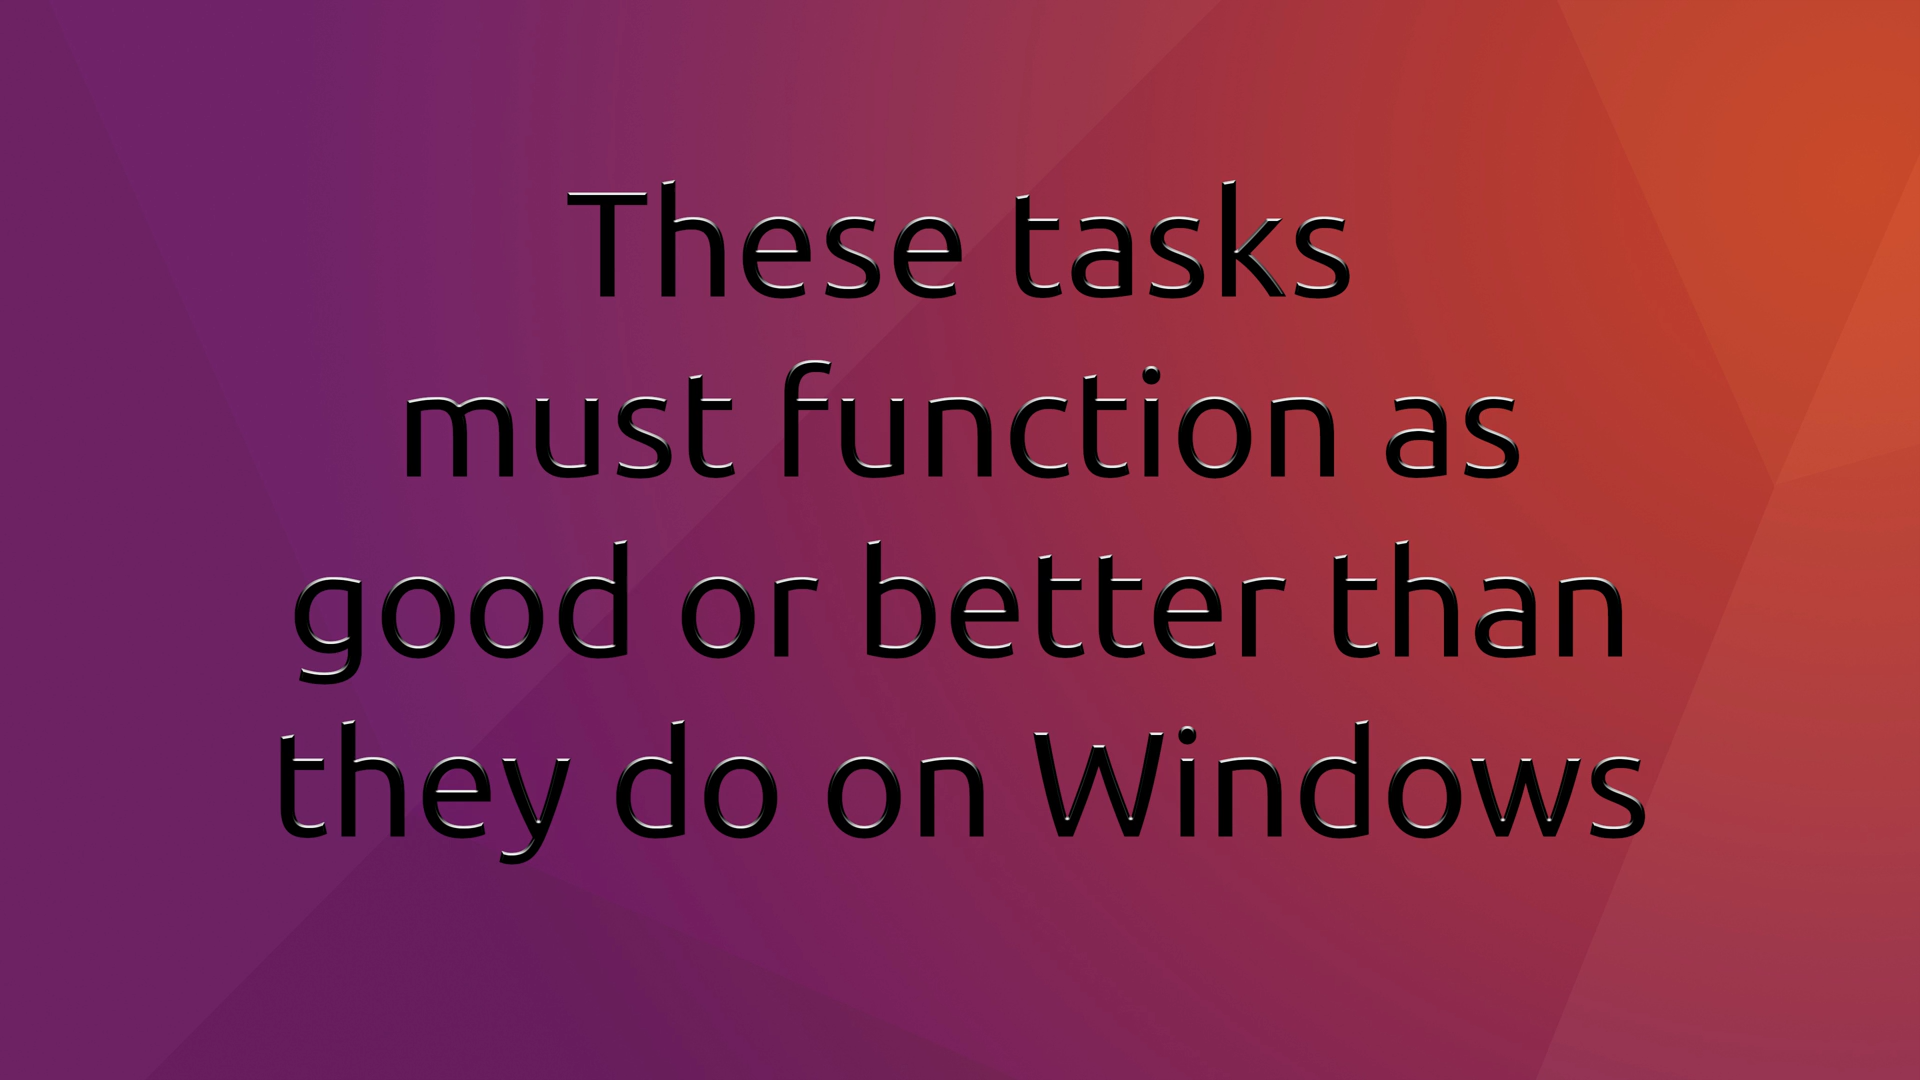 These tasks
must function as
good or better than
they do on Windows